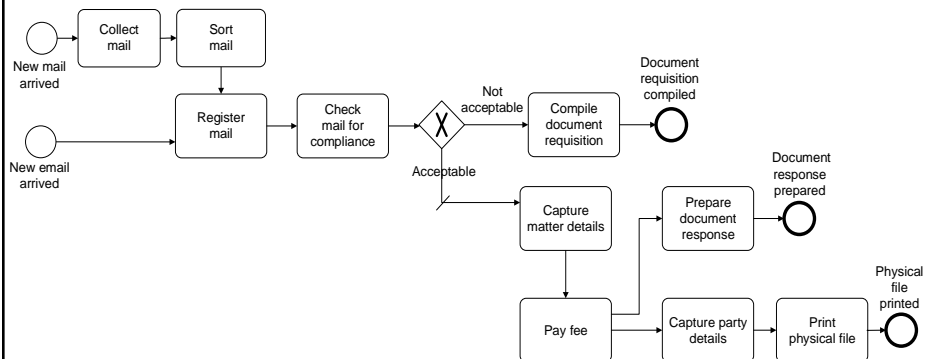 Collect
mail
Sort
mail
New mail
arrived
Register
mail
New email
arrived
Check
mail for
compliance
X
Not
acceptable
Acceptable
Compile
document
requisition
Document
requisition
compiled
Capture
matter details
Prepare
document
response
Document
response
prepared
Pay fee
Capture party
details
Print
physical file
Physical
file
printed